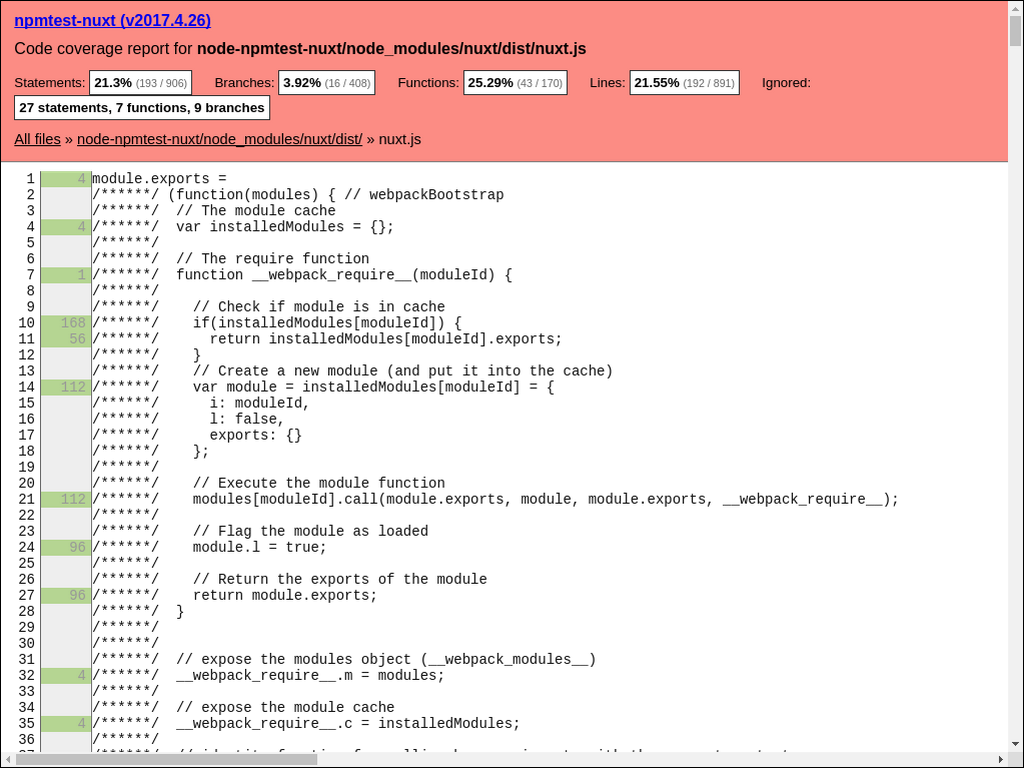 npmtest-nuxt (v2017.4.26)
Code coverage report for node-npmtest-nuxt/node_modules/nuxt/dist/nuxt.js
Statements: 21.3% (193 / 906) Branches: 3.92% (16 / 408) Functions: 25.29% (43 / 170) Lines: 21.55% (192 / 891) Ignored:
27 statements, 7 functions, 9 branches
All files » node-npmtest-nuxt/node_modules/nuxt/dist/ » nuxt.js
1 4 module.exports =
2 /******/ (function(modules) { // webpackBootstrap
3 /******/  // The module cache
4 4 /******/  var installedModules = {};
5 /******/
6 /******/  // The require function
7 1 /******/  function __webpack_require__(moduleId) {
8 /******/
9 /******/    // Check if module is in cache
10 168 /******/    if(installedModules[moduleId]) {
11 56 /******/      return installedModules[moduleId].exports;
12 /******/    }
13 /******/    // Create a new module (and put it into the cache)
14 112 /******/    var module = installedModules[moduleId] = {
15 /******/      i: moduleId,
16 /******/      l: false,
17 /******/      exports: {}
18 /******/    };
19 /******/
20 /******/    // Execute the module function
21 112 /******/    modules[moduleId].call(module.exports, module, module.exports, __webpack_require__);
22 /******/
23 /******/    // Flag the module as loaded
24 96 /******/    module.l = true;
25 /******/
26 /******/    // Return the exports of the module
27 96 /******/    return module.exports;
28 /******/  }
29 /******/
30 /******/
31 /******/  // expose the modules object (__webpack_modules__)
32 4 /******/  __webpack_require__.m = modules;
33 /******/
34 /******/  // expose the module cache
35 4 /******/  __webpack_require__.c = installedModules;
36 /******/